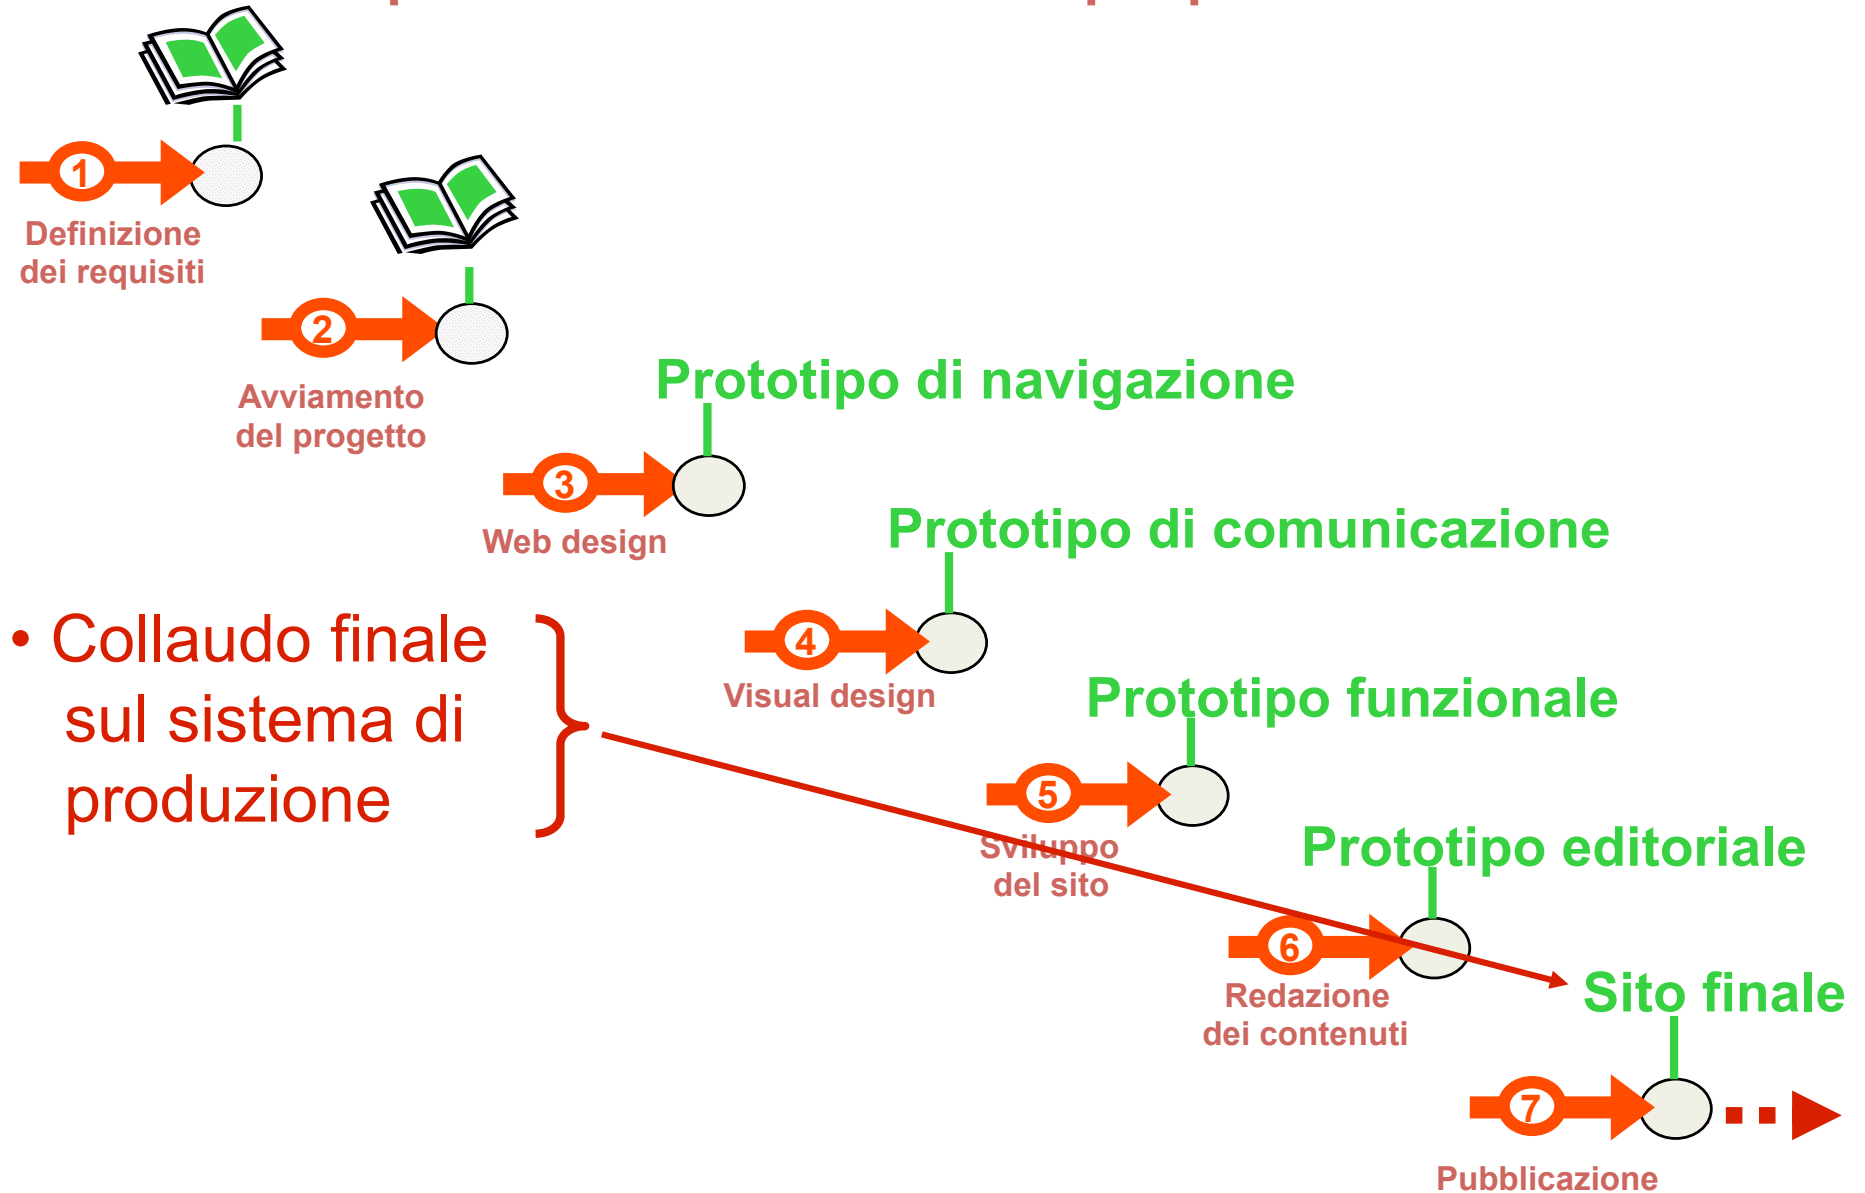 1
Definizione
dei requisiti
2
Avviamento
del progetto
Prototipo di navigazione
3
Web design
Prototipo di comunicazione
• Collaudo finale
sul sistema di
produzione
4
Visual design
Prototipo funzionale
5
Sviluppo
del sito
Prototipo editoriale
6
Redazione
dei contenuti
Sito finale
7
Pubblicazione